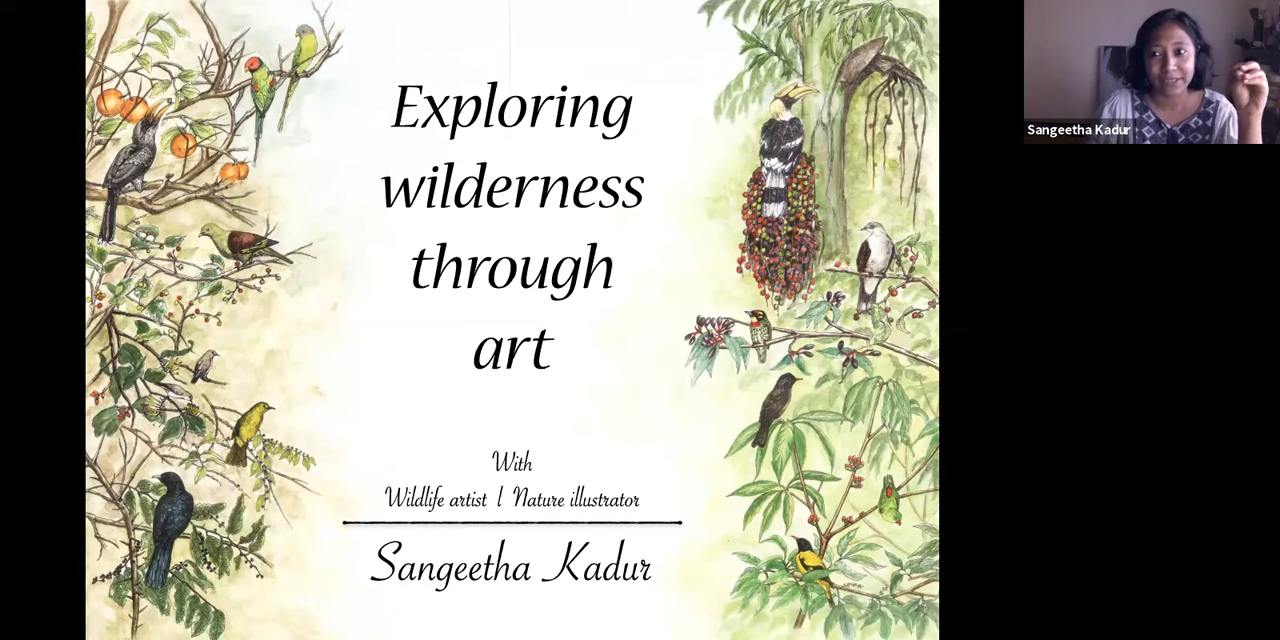 Exploring
wilderness
through
art
With
Wildlife artist | Nature illustrator
Sangeetha Kadur
Sangeetha Kadur